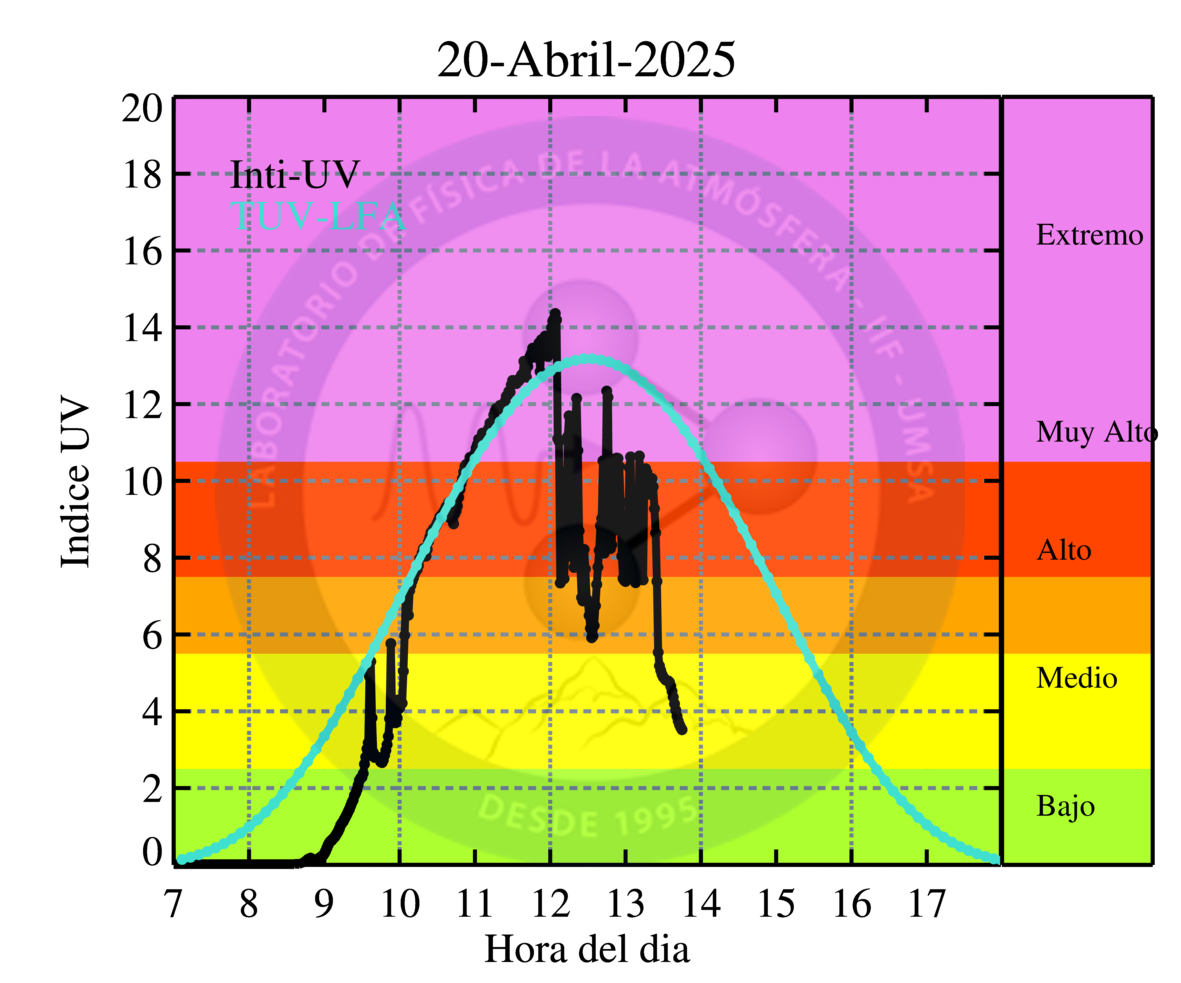 20-Abril-2025
20
18
16
14
12
10
8
6
4
2
0
Indice UV
Inti-UV
TUV-LFA
LABORATORIO DE FÍSICA DE LA ATMÓSFERA - IIF - UMSA
DESDE 1995
Extremo
Muy Alto
Alto
Medio
Bajo
7 8 9 10 11 12 13 14 15 16 17
Hora del dia